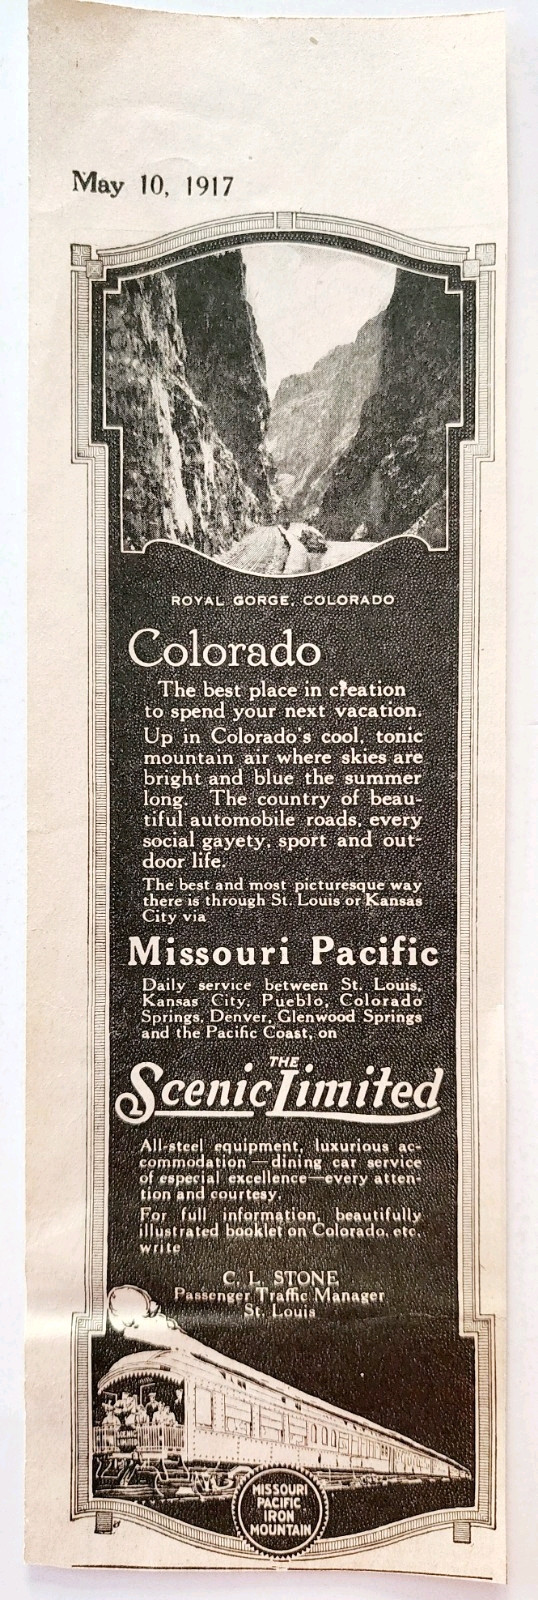 May 10, 1917
ROYAL GORGE, COLORADO
Colorado
The best place in creation
to spend your next vacation.
Up in Colorado's cool, tonic
mountain air where skies are
bright and blue the summer
long. The country of beau-
tiful automobile roads, every
social gayety, sport and out-
door life.
The best and most picturesque way
there is through St. Louis or Kansas
City via
Missouri Pacific
Daily service between St. Louis,
Kansas City, Pueblo, Colorado
Springs, Denver, Glenwood Springs
and the Pacific Coast, on
THE
Scenic Limited
All-steel equipment, luxurious ac-
commodation—dining car service
of especial excellence—every atten-
tion and courtesy.
For full information, beautifully
illustrated booklet on Colorado, etc.,
write
C. L. STONE
Passenger Traffic Manager
St. Louis
SCENIC
LIMITED
MISSOURI
PACIFIC
IRON
MOUNTAIN